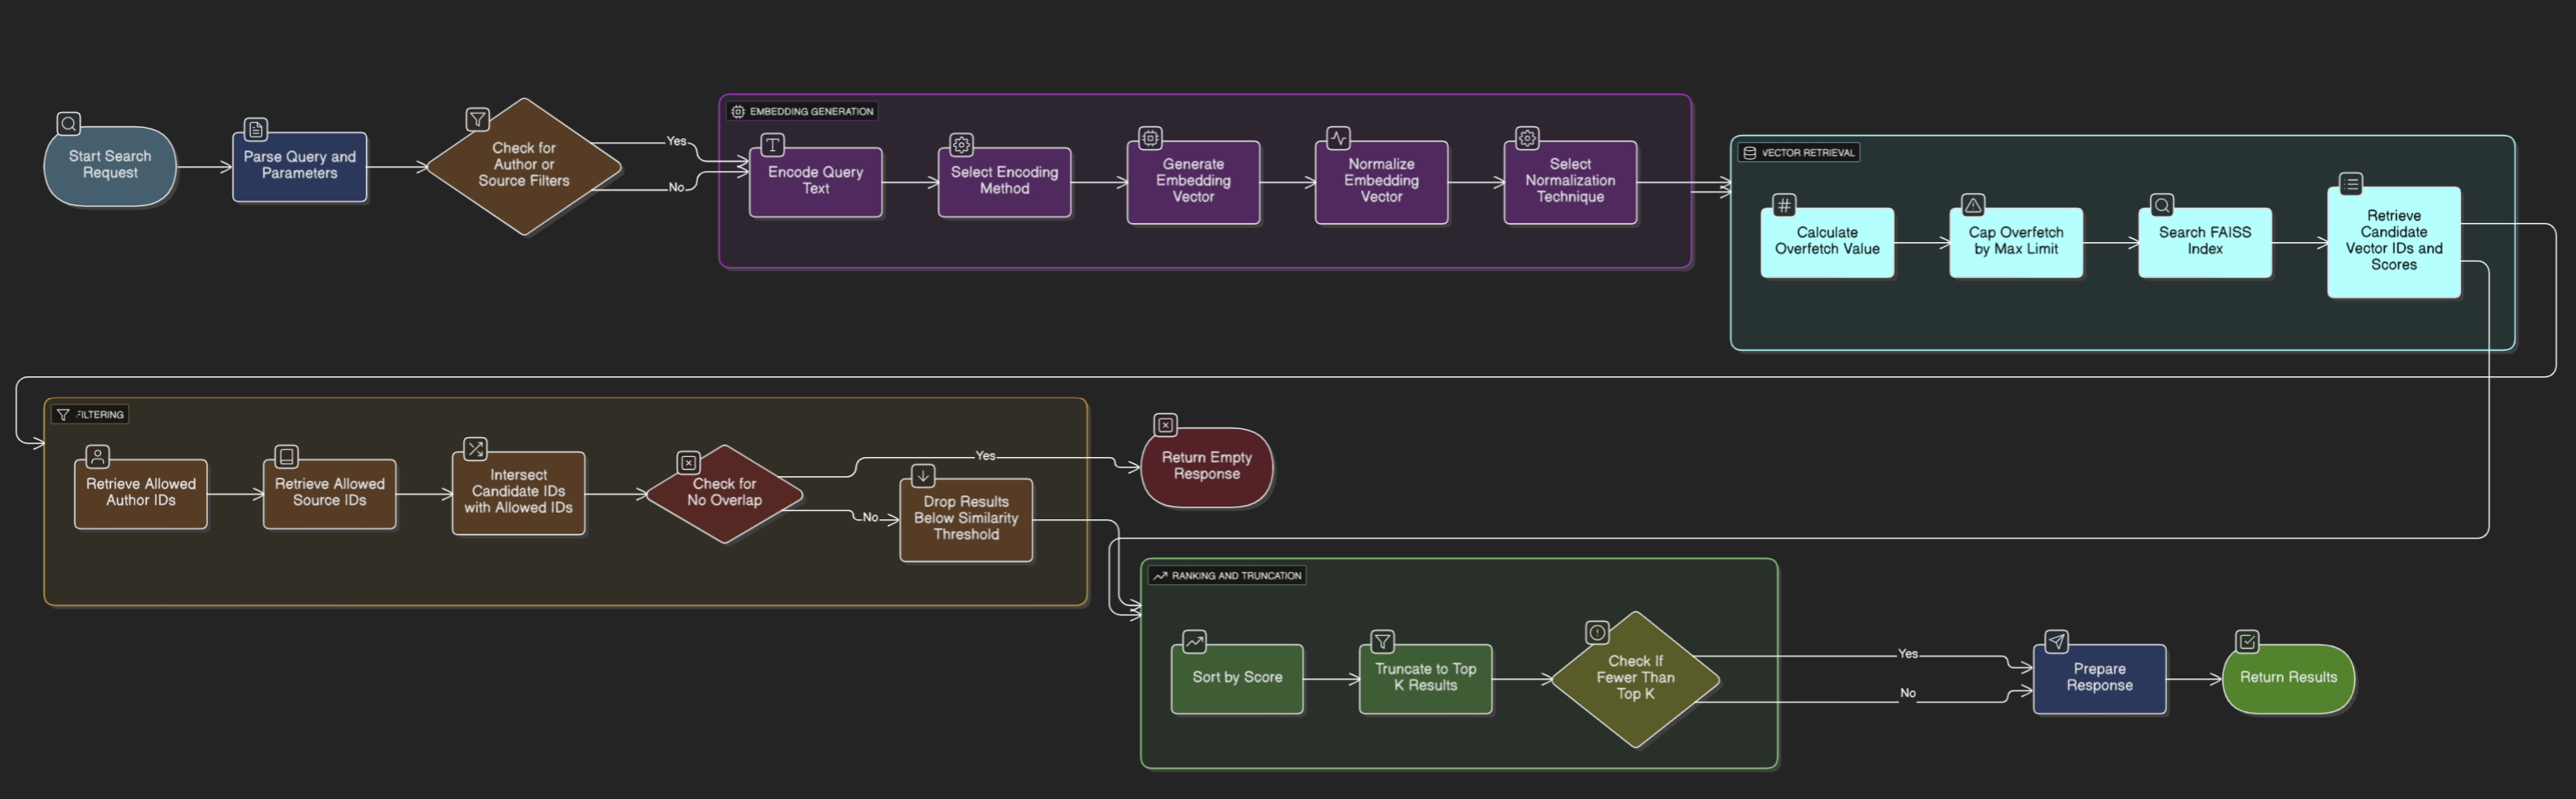 Start Search
Request
Parse Query and
Parameters
Check for
Author or
Source Filters
Yes
No
EMBEDDING GENERATION
Encode Query
Text
Select Encoding
Method
Generate
Embedding
Vector
Normalize
Embedding
Vector
Select
Normalization
Technique
VECTOR RETRIEVAL
#
Calculate
Overfetch Value
Cap Overfetch
by Max Limit
Search FAISS
Index
Retrieve
Candidate
Vector IDs and
Scores
FILTERING
Retrieve Allowed
Author IDs
Retrieve Allowed
Source IDs
Intersect
Candidate IDs
with Allowed IDs
Check for
No Overlap
Yes
No
Drop Results
Below Similarity
Threshold
Return Empty
Response
RANKING AND TRUNCATION
Sort by Score
Truncate to Top
K Results
Check If
Fewer Than
Top K
Yes
No
Prepare
Response
Return Results